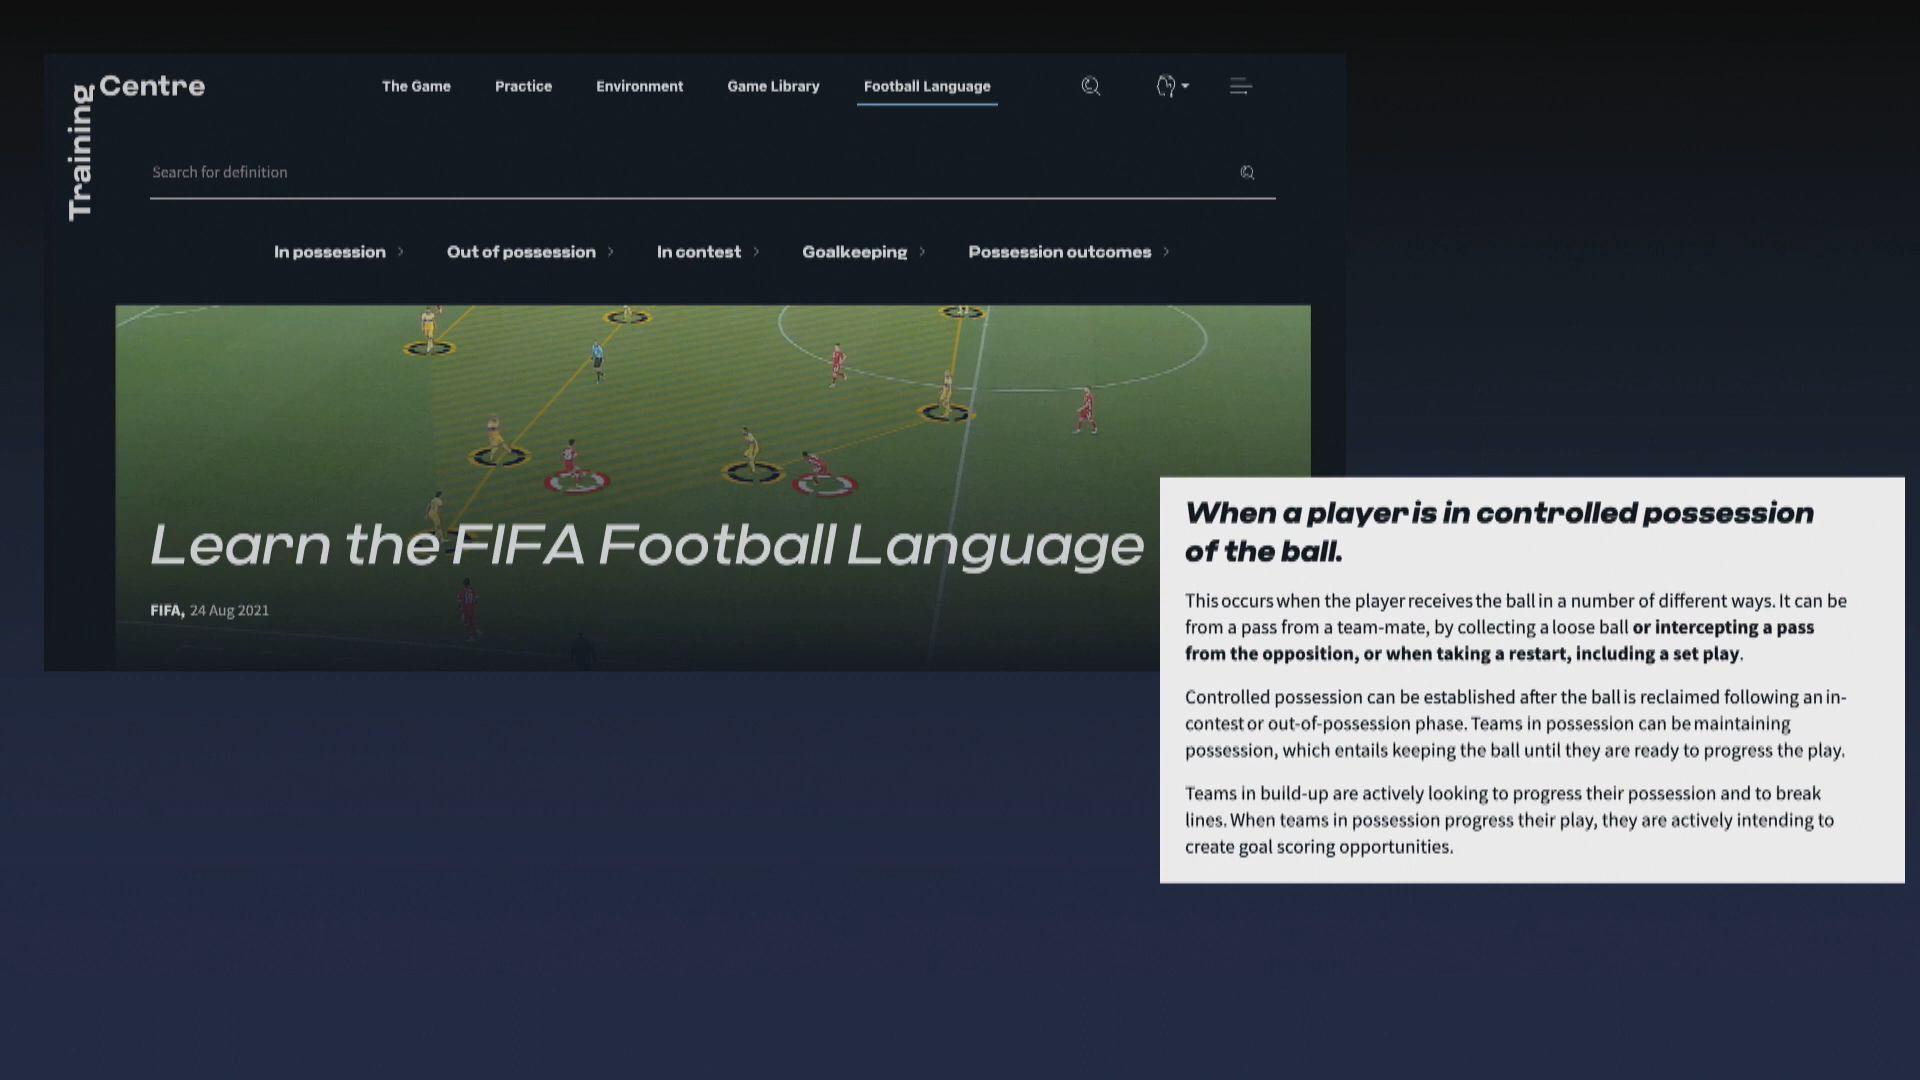 Training
Centre
The Game
Practice
Environment
Game Library
Football Language
Search for definition
In possession
Out of possession
In contest
Goalkeeping
Possession outcomes
Learn the FIFA Football Language
FIFA, 24 Aug 2021
When a player is in controlled possession
of the ball.
This occurs when the player receives the ball in a number of different ways. It can be
from a pass from a team-mate, by collecting a loose ball or intercepting a pass
from the opposition, or when taking a restart, including a set play.
Controlled possession can be established after the ball is reclaimed following an in-
contest or out-of-possession phase. Teams in possession can be maintaining
possession, which entails keeping the ball until they are ready to progress the play.
Teams in build-up are actively looking to progress their possession and to break
lines. When teams in possession progress their play, they are actively intending to
create goal scoring opportunities.